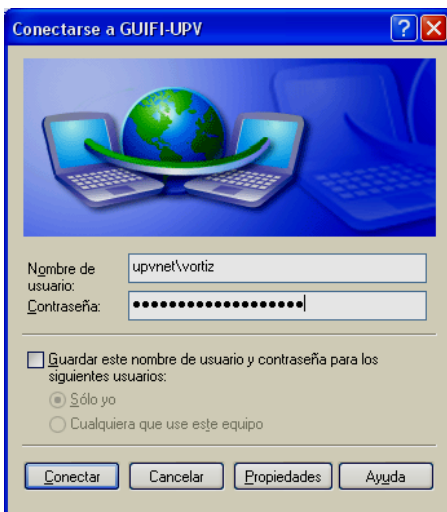 Conectarse a GUIFI-UPV
Nombre de
usuario:
upvnet\vortiz
Contraseña:
●●●●●●●●●●●●●●●●●●●
Guardar este nombre de usuario y contraseña para los
siguientes usuarios:
Sólo yo
Cualquiera que use este equipo
Conectar
Cancelar
Propiedades
Ayuda